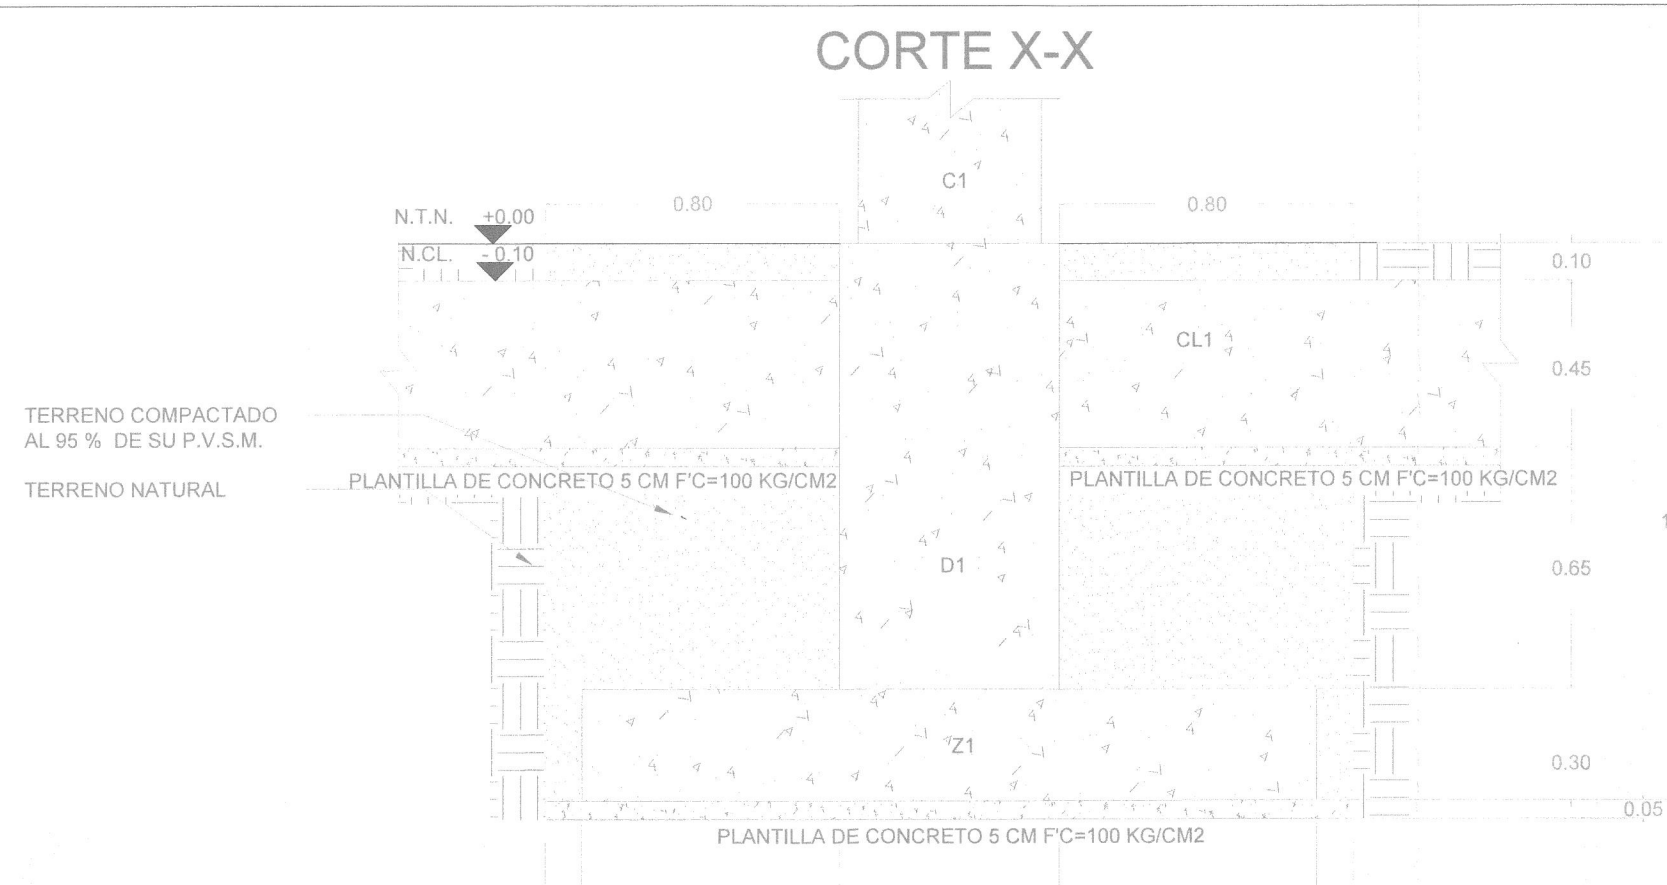 CORTE X-X
C1
0.80
0.80
N.T.N. +0.00
N.CL. - 0.10
0.10
CL1
0.45
TERRENO COMPACTADO
AL 95 % DE SU P.V.S.M.
TERRENO NATURAL
PLANTILLA DE CONCRETO 5 CM F'C=100 KG/CM2
PLANTILLA DE CONCRETO 5 CM F'C=100 KG/CM2
1
D1
0.65
Z1
0.30
0.05
PLANTILLA DE CONCRETO 5 CM F'C=100 KG/CM2